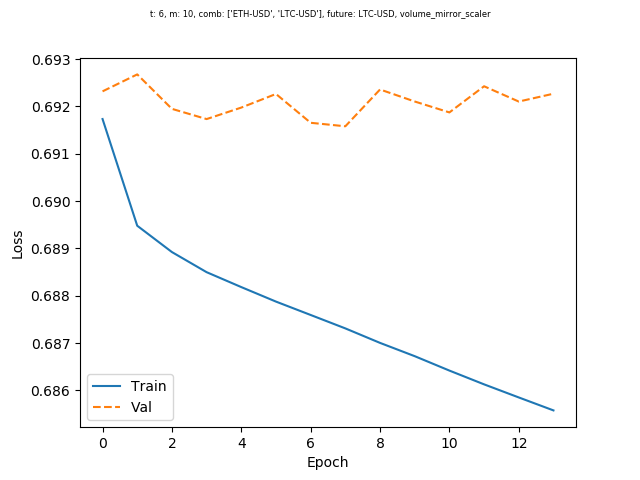 t: 6, m: 10, comb: ['ETH-USD', 'LTC-USD'], future: LTC-USD, volume_mirror_scaler
0.693
0.692
0.691
0.690
0.689
0.688
0.687
0.686
Loss
Train
Val
0 2 4 6 8 10 12
Epoch